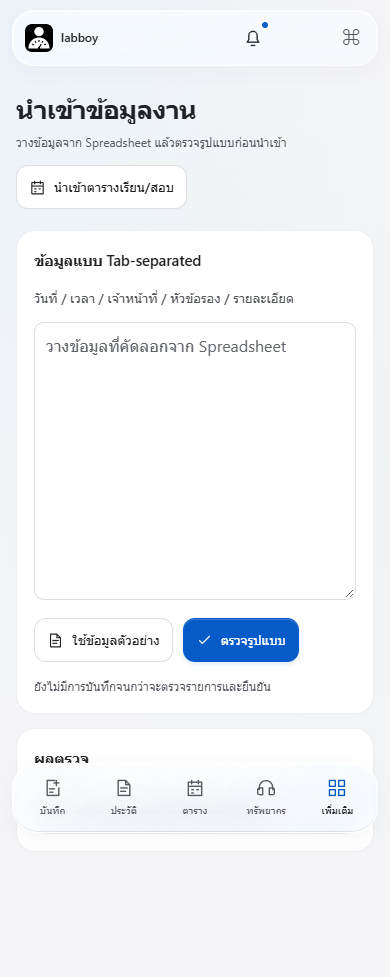 labboy
นำเข้าข้อมูลงาน
วางข้อมูลจาก Spreadsheet แล้วตรวจรูปแบบก่อนนำเข้า
นำเข้าตารางเรียน/สอบ
ข้อมูลแบบ Tab-separated
วันที่ / เวลา / เจ้าหน้าที่ / หัวข้อรอง / รายละเอียด
วางข้อมูลที่คัดลอกจาก Spreadsheet
ใช้ข้อมูลตัวอย่าง
ตรวจรูปแบบ
ยังไม่มีการบันทึกจนกว่าจะตรวจรายการและยืนยัน
ผลตรวจ
บันทึก
ประวัติ
ตาราง
ทรัพยากร
เพิ่มเติม